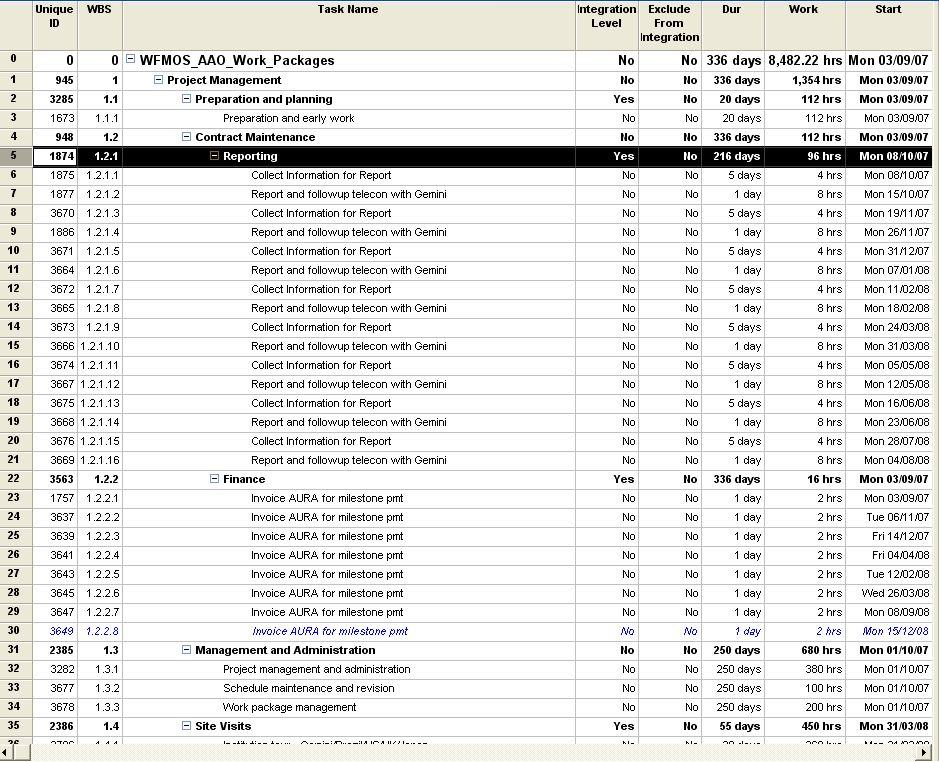 Unique ID WBS Task Name Integration Level Exclude From Integration Dur Work Start
0 0 0 WFMOS_AAO_Work_Packages No No 336 days 8,482.22 hrs Mon 03/09/07
1 945 1 Project Management No No 336 days 1,354 hrs Mon 03/09/07
2 3285 1.1 Preparation and planning Yes No 20 days 112 hrs Mon 03/09/07
3 1673 1.1.1 Preparation and early work No No 20 days 112 hrs Mon 03/09/07
4 948 1.2 Contract Maintenance No No 336 days 112 hrs Mon 03/09/07
5 1874 1.2.1 Reporting Yes No 216 days 96 hrs Mon 08/10/07
6 1875 1.2.1.1 Collect Information for Report No No 5 days 4 hrs Mon 08/10/07
7 1877 1.2.1.2 Report and followup telecon with Gemini No No 1 day 8 hrs Mon 15/10/07
8 3670 1.2.1.3 Collect Information for Report No No 5 days 4 hrs Mon 19/11/07
9 1886 1.2.1.4 Report and followup telecon with Gemini No No 1 day 8 hrs Mon 26/11/07
10 3671 1.2.1.5 Collect Information for Report No No 5 days 4 hrs Mon 31/12/07
11 3664 1.2.1.6 Report and followup telecon with Gemini No No 1 day 8 hrs Mon 07/01/08
12 3672 1.2.1.7 Collect Information for Report No No 5 days 4 hrs Mon 11/02/08
13 3665 1.2.1.8 Report and followup telecon with Gemini No No 1 day 8 hrs Mon 18/02/08
14 3673 1.2.1.9 Collect Information for Report No No 5 days 4 hrs Mon 24/03/08
15 3666 1.2.1.10 Report and followup telecon with Gemini No No 1 day 8 hrs Mon 31/03/08
16 3674 1.2.1.11 Collect Information for Report No No 5 days 4 hrs Mon 05/05/08
17 3667 1.2.1.12 Report and followup telecon with Gemini No No 1 day 8 hrs Mon 12/05/08
18 3675 1.2.1.13 Collect Information for Report No No 5 days 4 hrs Mon 16/06/08
19 3668 1.2.1.14 Report and followup telecon with Gemini No No 1 day 8 hrs Mon 23/06/08
20 3676 1.2.1.15 Collect Information for Report No No 5 days 4 hrs Mon 28/07/08
21 3669 1.2.1.16 Report and followup telecon with Gemini No No 1 day 8 hrs Mon 04/08/08
22 3563 1.2.2 Finance Yes No 336 days 16 hrs Mon 03/09/07
23 1757 1.2.2.1 Invoice AURA for milestone pmt No No 1 day 2 hrs Mon 03/09/07
24 3637 1.2.2.2 Invoice AURA for milestone pmt No No 1 day 2 hrs Tue 06/11/07
25 3639 1.2.2.3 Invoice AURA for milestone pmt No No 1 day 2 hrs Fri 14/12/07
26 3641 1.2.2.4 Invoice AURA for milestone pmt No No 1 day 2 hrs Fri 04/04/08
27 3643 1.2.2.5 Invoice AURA for milestone pmt No No 1 day 2 hrs Tue 12/02/08
28 3645 1.2.2.6 Invoice AURA for milestone pmt No No 1 day 2 hrs Wed 26/03/08
29 3647 1.2.2.7 Invoice AURA for milestone pmt No No 1 day 2 hrs Mon 08/09/08
30 3649 1.2.2.8 Invoice AURA for milestone pmt No No 1 day 2 hrs Mon 15/12/08
31 2385 1.3 Management and Administration No No 250 days 680 hrs Mon 01/10/07
32 3282 1.3.1 Project management and administration No No 250 days 380 hrs Mon 01/10/07
33 3677 1.3.2 Schedule maintenance and revision No No 250 days 100 hrs Mon 01/10/07
34 3678 1.3.3 Work package management No No 250 days 200 hrs Mon 01/10/07
35 2386 1.4 Site Visits Yes No 55 days 450 hrs Mon 31/03/08